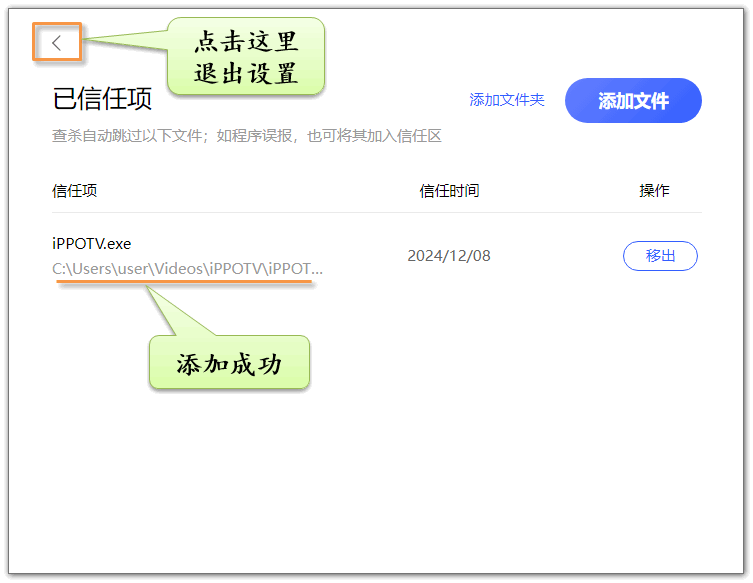 点击这里
退出设置
已信任项
添加文件夹
添加文件
查杀自动跳过以下文件；如程序误报，也可将其加入信任区
信任项
信任时间
操作
iPPOTV.exe
C:\Users\user\Videos\iPPOTV\iPPOT...
2024/12/08
移出
添加成功